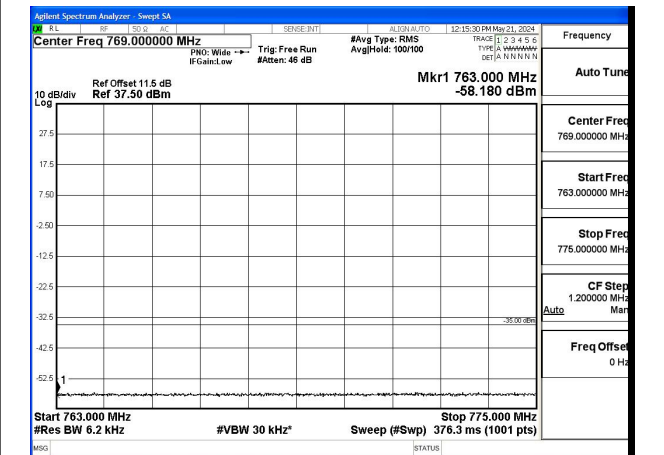 Agilent Spectrum Analyzer - Swept SA
RL RF 50 Ω AC SENSE:INT ALIGN AUTO 12:15:30 PM May 21, 2024
Center Freq 769.000000 MHz
PNO: Wide
IFGain:Low
Trig: Free Run
#Atten: 46 dB
#Avg Type: RMS
Avg|Hold: 100/100
TRACE 1 2 3 4 5 6
TYPE A WWWWW
DET A N N N N N
Ref Offset 11.5 dB
10 dB/div Ref 37.50 dBm
Log
Mkr1 763.000 MHz
-58.180 dBm
27.5
17.5
7.50
-2.50
-12.5
-22.5
-32.5
-35.00 dBm
-42.5
-52.5
1
Start 763.000 MHz Stop 775.000 MHz
#Res BW 6.2 kHz #VBW 30 kHz* Sweep (#Swp) 376.3 ms (1001 pts)
MSG STATUS
Frequency
Auto Tune
Center Freq
769.000000 MHz
Start Freq
763.000000 MHz
Stop Freq
775.000000 MHz
CF Step
1.200000 MHz
Auto Man
Freq Offset
0 Hz